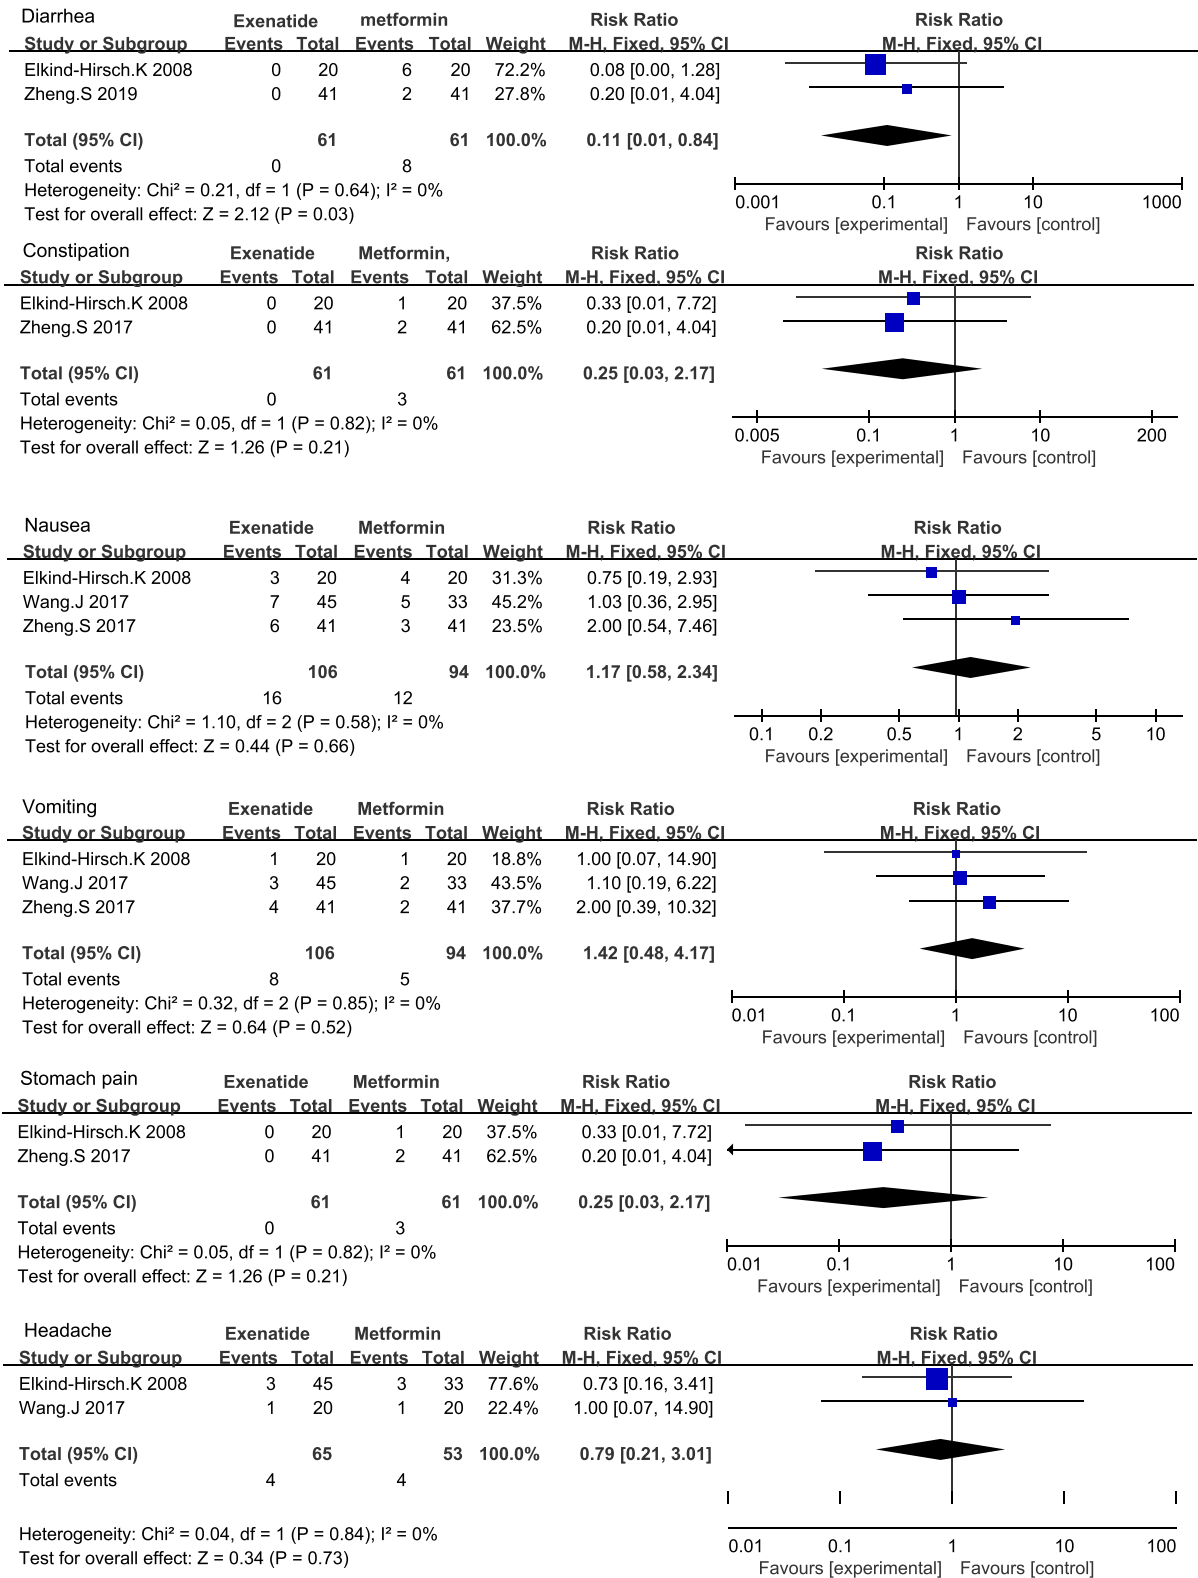 Diarrhea
Exenatide metformin Risk Ratio Risk Ratio
Study or Subgroup Events Total Events Total Weight M-H, Fixed, 95% CI M-H, Fixed, 95% CI
Elkind-Hirsch.K 2008 0 20 6 20 72.2% 0.08 [0.00, 1.28]
Zheng.S 2019 0 41 2 41 27.8% 0.20 [0.01, 4.04]
Total (95% CI) 61 61 100.0% 0.11 [0.01, 0.84]
Total events 0 8
Heterogeneity: Chi² = 0.21, df = 1 (P = 0.64); I² = 0%
Test for overall effect: Z = 2.12 (P = 0.03)
0.001 0.1 1 10 1000
Favours [experimental] Favours [control]
Constipation
Exenatide Metformin, Risk Ratio Risk Ratio
Study or Subgroup Events Total Events Total Weight M-H, Fixed, 95% CI M-H, Fixed, 95% CI
Elkind-Hirsch.K 2008 0 20 1 20 37.5% 0.33 [0.01, 7.72]
Zheng.S 2017 0 41 2 41 62.5% 0.20 [0.01, 4.04]
Total (95% CI) 61 61 100.0% 0.25 [0.03, 2.17]
Total events 0 3
Heterogeneity: Chi² = 0.05, df = 1 (P = 0.82); I² = 0%
Test for overall effect: Z = 1.26 (P = 0.21)
0.005 0.1 1 10 200
Favours [experimental] Favours [control]
Nausea
Exenatide Metformin Risk Ratio Risk Ratio
Study or Subgroup Events Total Events Total Weight M-H, Fixed, 95% CI M-H, Fixed, 95% CI
Elkind-Hirsch.K 2008 3 20 4 20 31.3% 0.75 [0.19, 2.93]
Wang.J 2017 7 45 5 33 45.2% 1.03 [0.36, 2.95]
Zheng.S 2017 6 41 3 41 23.5% 2.00 [0.54, 7.46]
Total (95% CI) 106 94 100.0% 1.17 [0.58, 2.34]
Total events 16 12
Heterogeneity: Chi² = 1.10, df = 2 (P = 0.58); I² = 0%
Test for overall effect: Z = 0.44 (P = 0.66)
0.1 0.2 0.5 1 2 5 10
Favours [experimental] Favours [control]
Vomiting
Exenatide Metformin Risk Ratio Risk Ratio
Study or Subgroup Events Total Events Total Weight M-H, Fixed, 95% CI M-H, Fixed, 95% CI
Elkind-Hirsch.K 2008 1 20 1 20 18.8% 1.00 [0.07, 14.90]
Wang.J 2017 3 45 2 33 43.5% 1.10 [0.19, 6.22]
Zheng.S 2017 4 41 2 41 37.7% 2.00 [0.39, 10.32]
Total (95% CI) 106 94 100.0% 1.42 [0.48, 4.17]
Total events 8 5
Heterogeneity: Chi² = 0.32, df = 2 (P = 0.85); I² = 0%
Test for overall effect: Z = 0.64 (P = 0.52)
0.01 0.1 1 10 100
Favours [experimental] Favours [control]
Stomach pain
Exenatide Metformin Risk Ratio Risk Ratio
Study or Subgroup Events Total Events Total Weight M-H, Fixed, 95% CI M-H, Fixed, 95% CI
Elkind-Hirsch.K 2008 0 20 1 20 37.5% 0.33 [0.01, 7.72]
Zheng.S 2017 0 41 2 41 62.5% 0.20 [0.01, 4.04]
Total (95% CI) 61 61 100.0% 0.25 [0.03, 2.17]
Total events 0 3
Heterogeneity: Chi² = 0.05, df = 1 (P = 0.82); I² = 0%
Test for overall effect: Z = 1.26 (P = 0.21)
0.01 0.1 1 10 100
Favours [experimental] Favours [control]
Headache
Exenatide Metformin Risk Ratio Risk Ratio
Study or Subgroup Events Total Events Total Weight M-H, Fixed, 95% CI M-H, Fixed, 95% CI
Elkind-Hirsch.K 2008 3 45 3 33 77.6% 0.73 [0.16, 3.41]
Wang.J 2017 1 20 1 20 22.4% 1.00 [0.07, 14.90]
Total (95% CI) 65 53 100.0% 0.79 [0.21, 3.01]
Total events 4 4
Heterogeneity: Chi² = 0.04, df = 1 (P = 0.84); I² = 0%
Test for overall effect: Z = 0.34 (P = 0.73)
0.01 0.1 1 10 100
Favours [experimental] Favours [control]